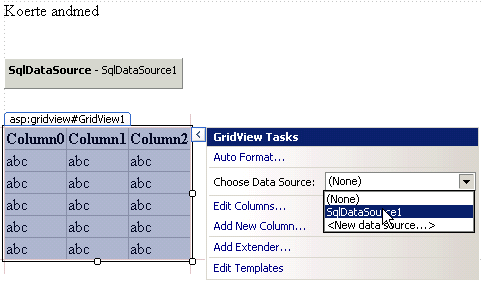 Koerte andmed
SqlDataSource - SqlDataSource1
asp:gridview#GridView1
Column0 Column1 Column2
abc abc abc
abc abc abc
abc abc abc
abc abc abc
abc abc abc
GridView Tasks
Auto Format...
Choose Data Source: (None)
(None)
SqlDataSource1
<New data source...>
Edit Columns...
Add New Column...
Add Extender...
Edit Templates